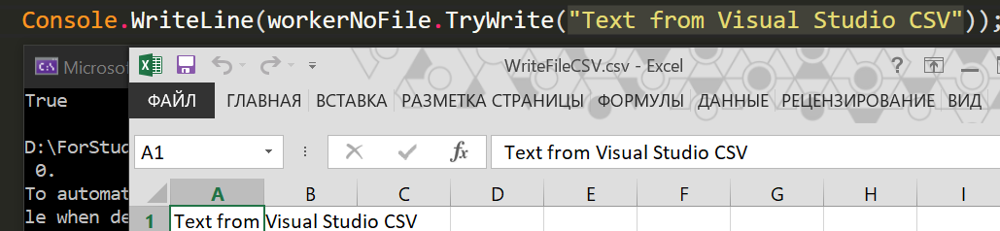 Console.WriteLine(workerNoFile.TryWrite("Text from Visual Studio CSV"));
Microsof
WriteFileCSV.csv - Excel
True
ФАЙЛ ГЛАВНАЯ ВСТАВКА РАЗМЕТКА СТРАНИЦЫ ФОРМУЛЫ ДАННЫЕ РЕЦЕНЗИРОВАНИЕ ВИД
D:\ForStud
0.
A1 fx Text from Visual Studio CSV
To automat
A B C D E F G H I
le when de
1 Text from Visual Studio CSV